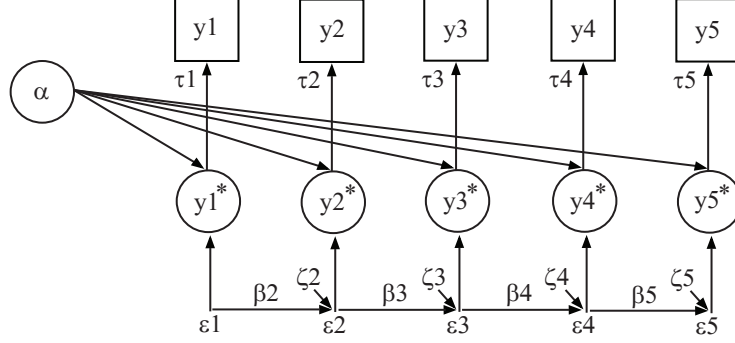 y1 y2 y3 y4 y5
τ1 τ2 τ3 τ4 τ5
α
y1* y2* y3* y4* y5*
ζ2 ζ3 ζ4 ζ5
β2 β3 β4 β5
ε1 ε2 ε3 ε4 ε5